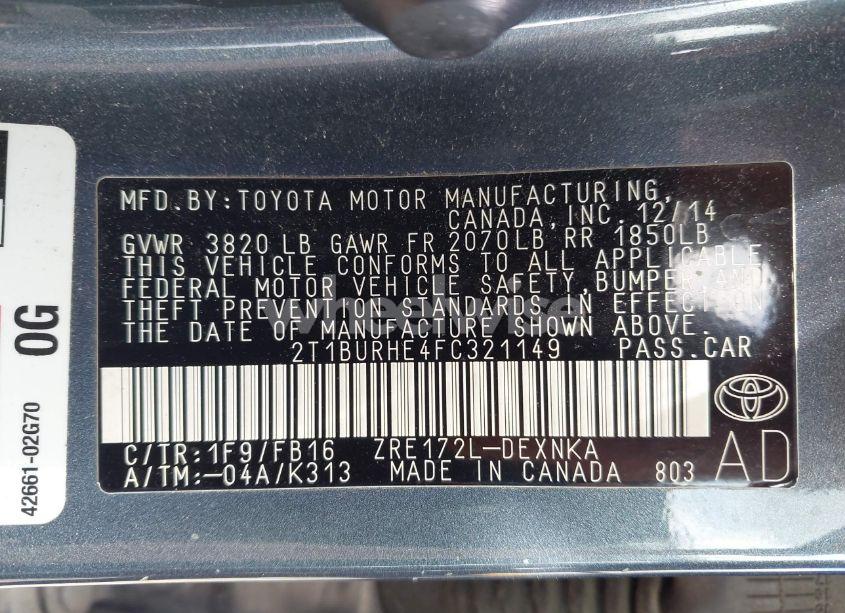 MFD.BY:TOYOTA MOTOR MANUFACTURING,
CANADA,INC. 12/14
GVWR 3820 LB GAWR FR 2070LB, RR 1850LB
THIS VEHICLE CONFORMS TO ALL APPLICABLE
FEDERAL MOTOR VEHICLE SAFETY, BUMPER, AND
THEFT PREVENTION STANDARDS IN EFFECT ON
THE DATE OF MANUFACTURE SHOWN ABOVE.
2T1BURHE4FC321149 PASS.CAR
C/TR:1F9/FB16 ZRE172L-DEXNKA
A/TM:-04A/K313 MADE IN CANADA 803
AD
0G
42661-02G70
wheelwise